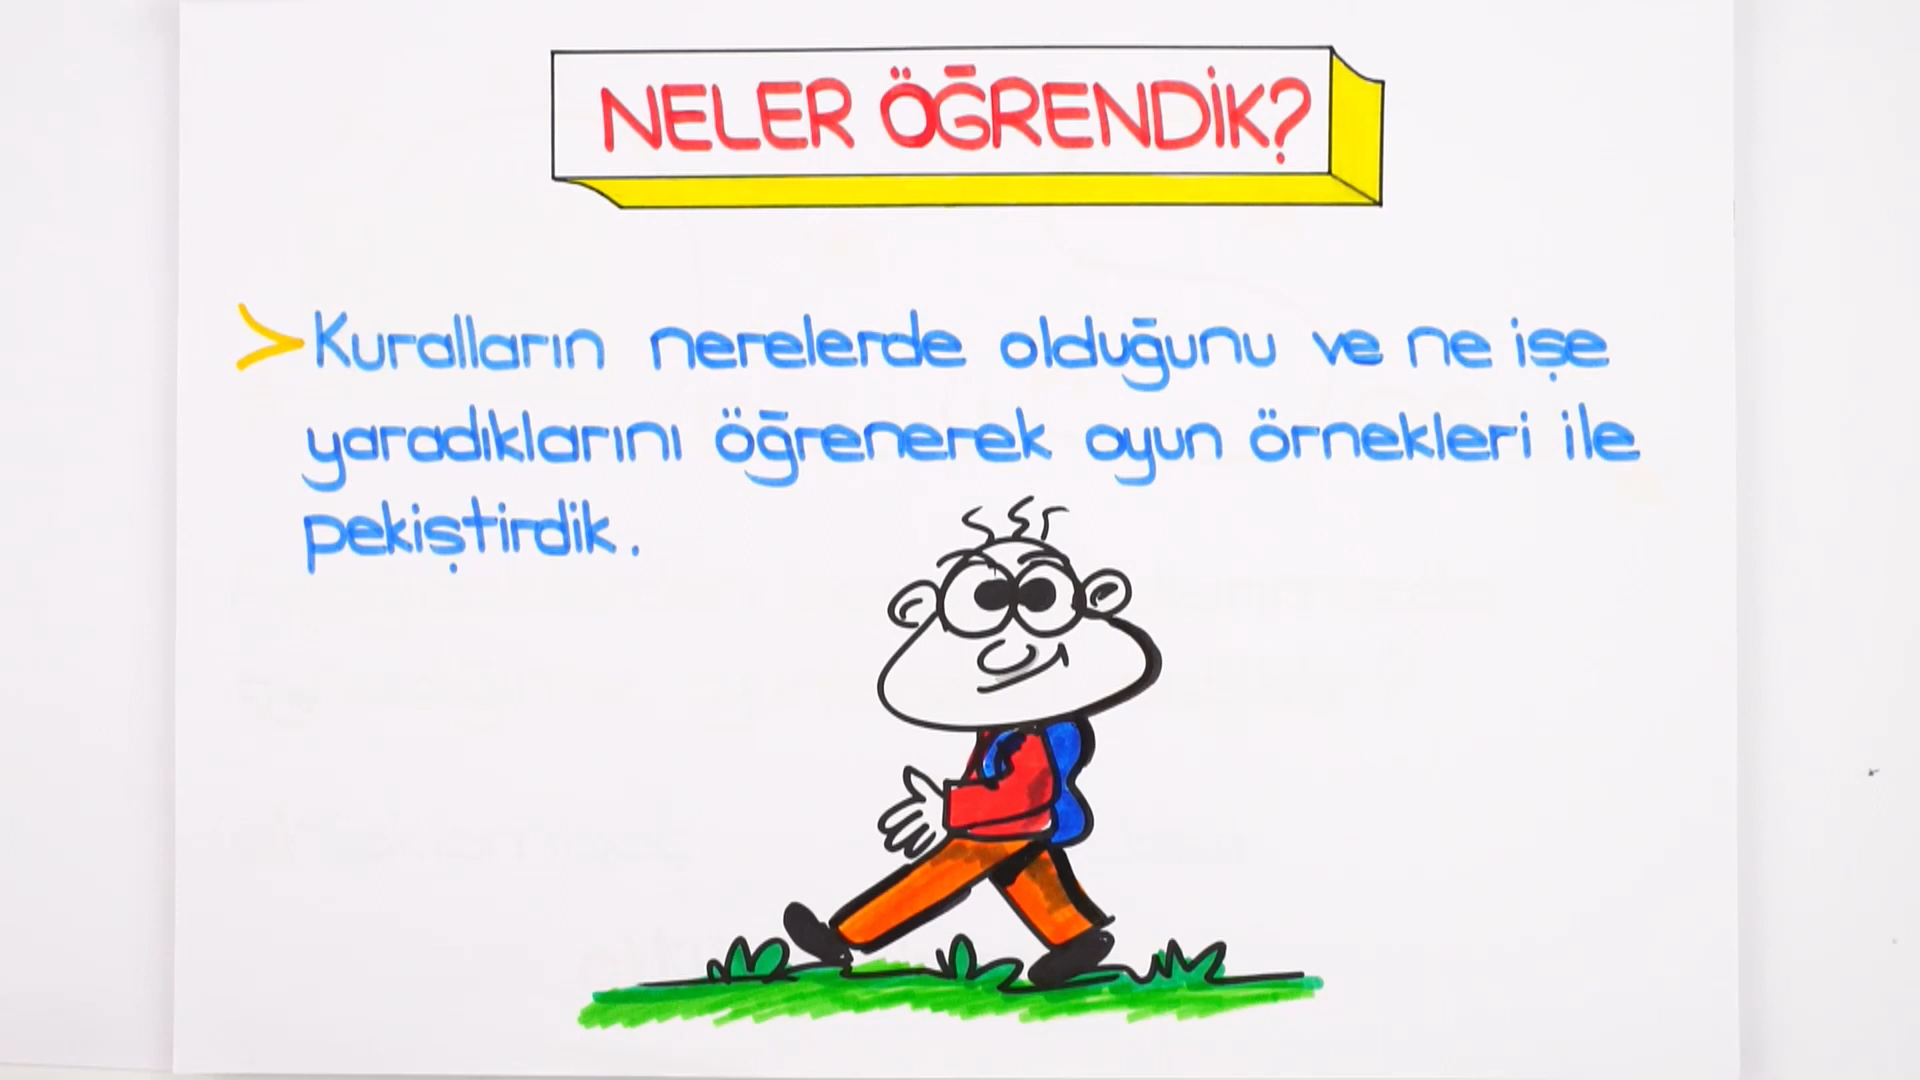 NELER ÖĞRENDİK?
> Kuralların nerelerde olduğunu ve ne işe
yaradıklarını öğrenerek oyun örnekleri ile
pekiştirdik.